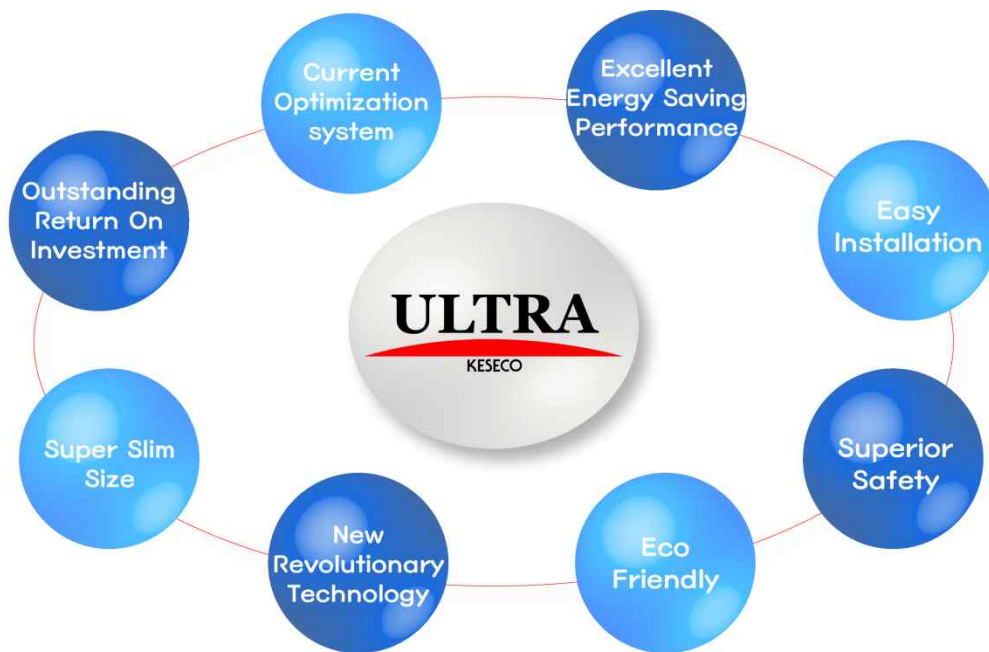 Current
Optimization
system
Excellent
Energy Saving
Performance
Outstanding
Return On
Investment
Easy
Installation
ULTRA
KESECO
Super Slim
Size
Superior
Safety
New
Revolutionary
Technology
Eco
Friendly